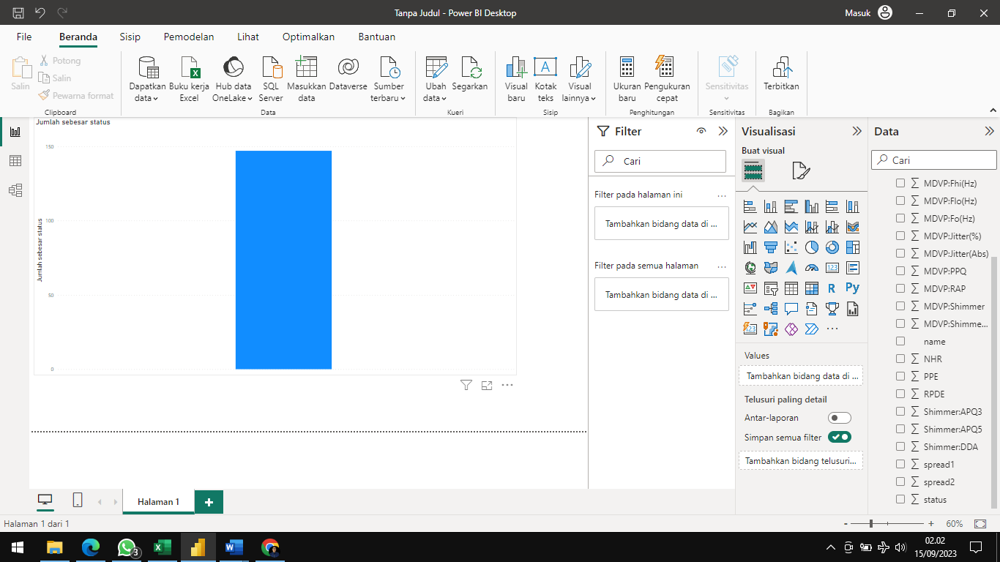 Tanpa Judul - Power BI Desktop
Masuk
File
Beranda
Sisip
Pemodelan
Lihat
Optimalkan
Bantuan
Salin
Potong
Salin
Pewarna format
Clipboard
Dapatkan
data
Buku kerja
Excel
Hub data
OneLake
SQL
Server
Masukkan
data
Dataverse
Sumber
terbaru
Data
Ubah
data
Segarkan
Kueri
Visual
baru
A
Kotak
teks
Visual
lainnya
Sisip
Ukuran
baru
Pengukuran
cepat
Penghitungan
Sensitivitas
Sensitivitas
Terbitkan
Bagikan
Jumlah sebesar status
Jumlah sebesar status
150
100
50
0
Filter
Cari
Filter pada halaman ini
Tambahkan bidang data di ...
Filter pada semua halaman
Tambahkan bidang data di ...
Visualisasi
Buat visual
123
R
Py
123
Values
Tambahkan bidang data di ...
Telusuri paling detail
Antar-laporan
Simpan semua filter
Tambahkan bidang telusuri...
Data
Cari
MDVP:Fhi(Hz)
MDVP:Flo(Hz)
MDVP:Fo(Hz)
MDVP:Jitter(%)
MDVP:Jitter(Abs)
MDVP:PPQ
MDVP:RAP
MDVP:Shimmer
MDVP:Shimme...
name
NHR
PPE
RPDE
Shimmer:APQ3
Shimmer:APQ5
Shimmer:DDA
spread1
spread2
status
Halaman 1
Halaman 1 dari 1
60%
3
02.02
15/09/2023